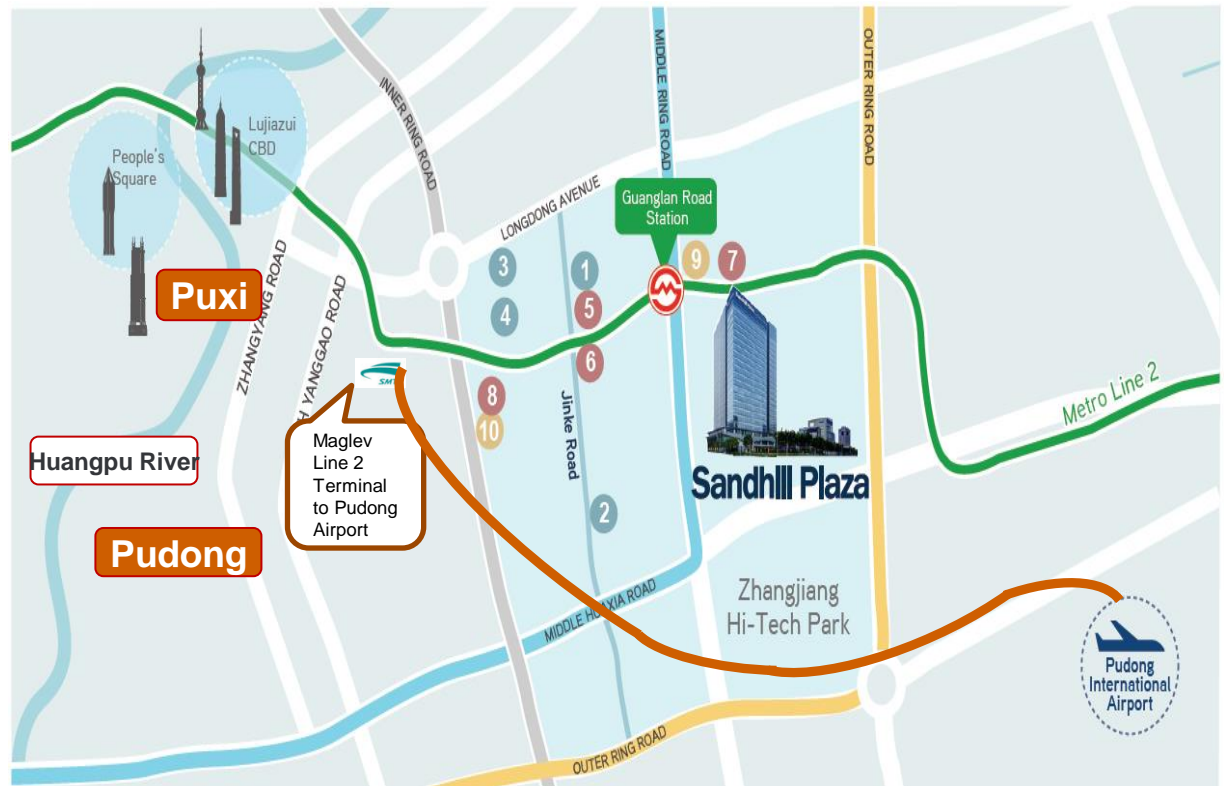 INNER RING ROAD
MIDDLE RING ROAD
OUTER RING ROAD
Lujiazui
CBD
People's
Square
LONGDONG AVENUE
Guanglan Road
Station
Puxi
ZHANGYANG ROAD
H YANGGAO ROAD
3
1
9
7
4
5
6
SMT
8
10
Jinke Road
Metro Line 2
Maglev
Line 2
Terminal
to Pudong
Airport
Huangpu River
Sandhill Plaza
2
Pudong
MIDDLE HUAXIA ROAD
Zhangjiang
Hi-Tech Park
Pudong
International
Airport
OUTER RING ROAD